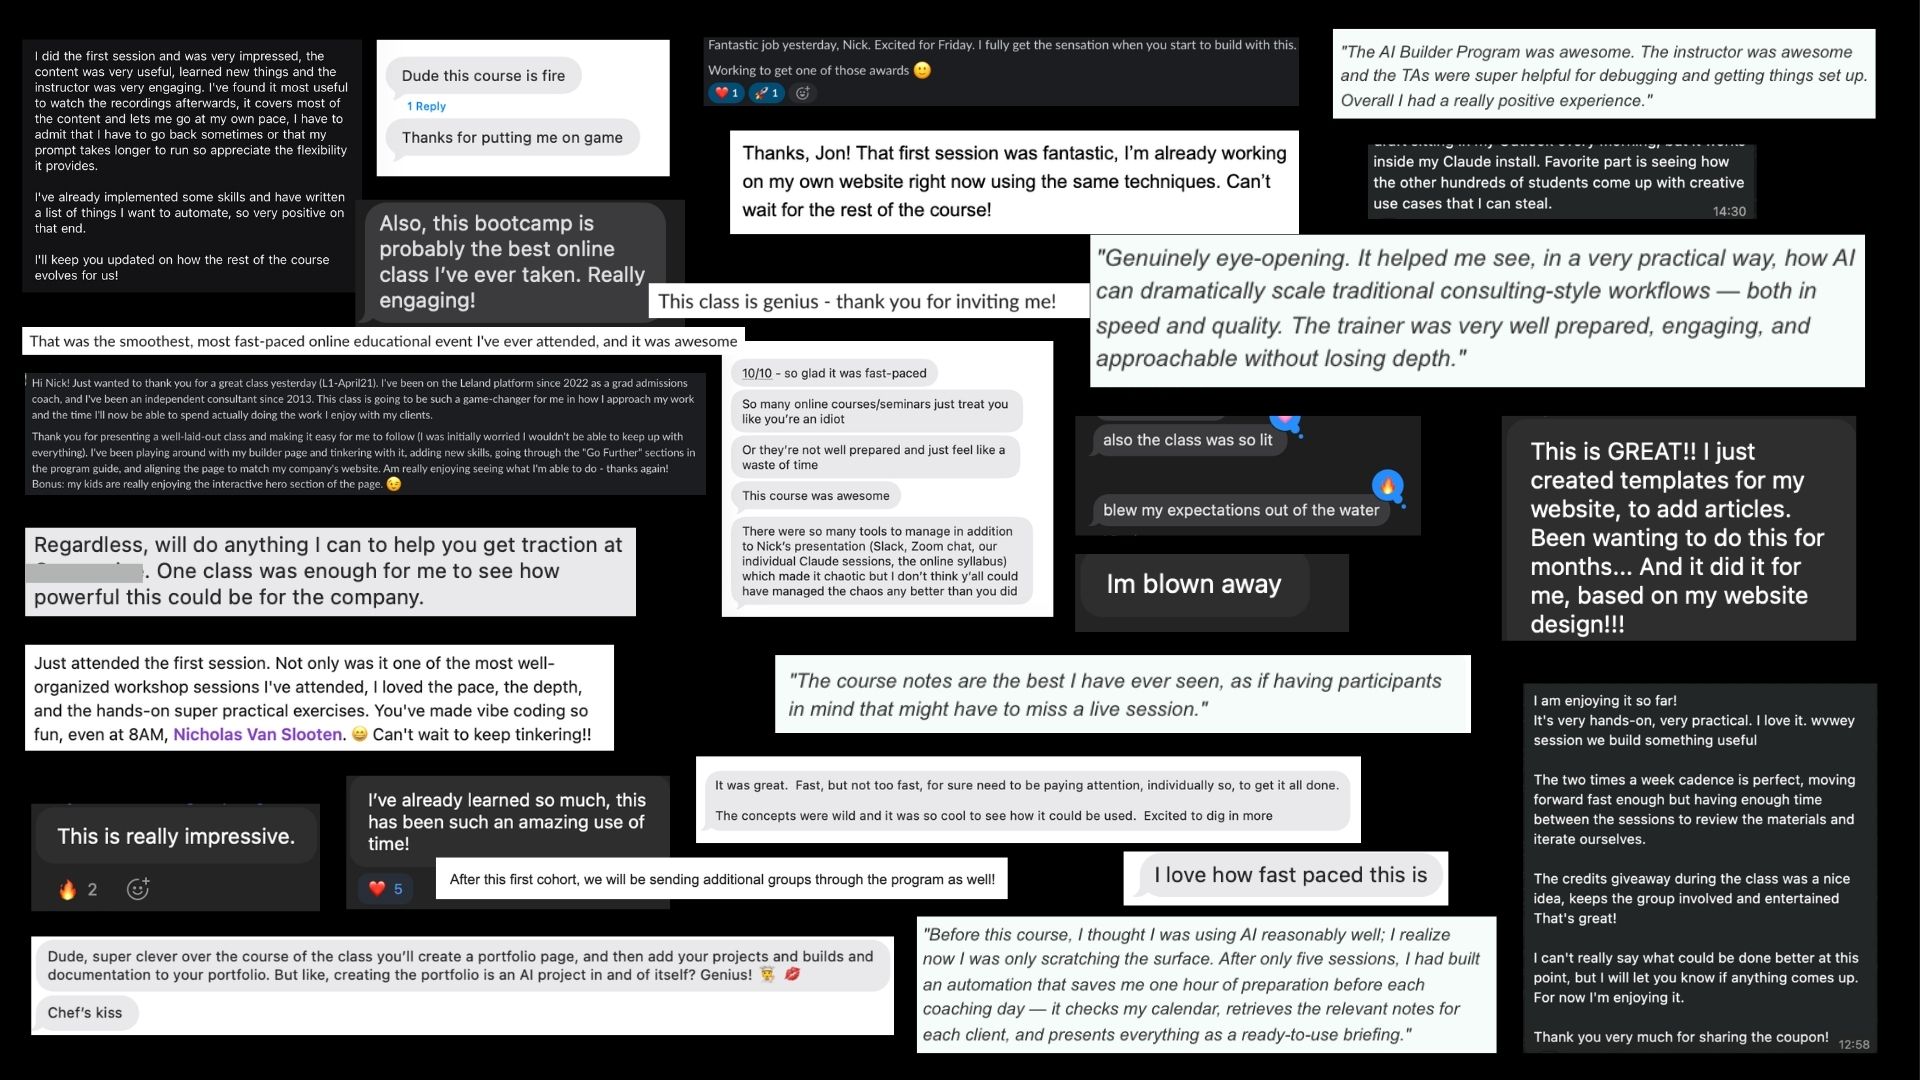 I did the first session and was very impressed, the
content was very useful, learned new things and the
instructor was very engaging. I've found it most useful
to watch the recordings afterwards, it covers most of
the content and lets me go at my own pace, I have to
admit that I have to go back sometimes or that my
prompt takes longer to run so appreciate the flexibility
it provides.
I've already implemented some skills and have written
a list of things I want to automate, so very positive on
that end.
I'll keep you updated on how the rest of the course
evolves for us!
Dude this course is fire
1 Reply
Thanks for putting me on game
Fantastic job yesterday, Nick. Excited for Friday. I fully get the sensation when you start to build with this.
Working to get one of those awards 🙂
❤️ 1 🚀 1
"The AI Builder Program was awesome. The instructor was awesome
and the TAs were super helpful for debugging and getting things set up.
Overall I had a really positive experience."
Thanks, Jon! That first session was fantastic, I'm already working
on my own website right now using the same techniques. Can't
wait for the rest of the course!
inside my Claude install. Favorite part is seeing how
the other hundreds of students come up with creative
use cases that I can steal.
14:30
Also, this bootcamp is
probably the best online
class I've ever taken. Really
engaging!
This class is genius - thank you for inviting me!
"Genuinely eye-opening. It helped me see, in a very practical way, how AI
can dramatically scale traditional consulting-style workflows — both in
speed and quality. The trainer was very well prepared, engaging, and
approachable without losing depth."
That was the smoothest, most fast-paced online educational event I've ever attended, and it was awesome
Hi Nick! Just wanted to thank you for a great class yesterday (L1-April21). I've been on the Leland platform since 2022 as a grad admissions
coach, and I've been an independent consultant since 2013. This class is going to be such a game-changer for me in how I approach my work
and the time I'll now be able to spend actually doing the work I enjoy with my clients.
Thank you for presenting a well-laid-out class and making it easy for me to follow (I was initially worried I wouldn't be able to keep up with
everything). I've been playing around with my builder page and tinkering with it, adding new skills, going through the "Go Further" sections in
the program guide, and aligning the page to match my company's website. Am really enjoying seeing what I'm able to do - thanks again!
Bonus: my kids are really enjoying the interactive hero section of the page. 😉
10/10 - so glad it was fast-paced
So many online courses/seminars just treat you
like you're an idiot
Or they're not well prepared and just feel like a
waste of time
This course was awesome
There were so many tools to manage in addition
to Nick's presentation (Slack, Zoom chat, our
individual Claude sessions, the online syllabus)
which made it chaotic but I don't think y'all could
have managed the chaos any better than you did
also the class was so lit
blew my expectations out of the water
Im blown away
This is GREAT!! I just
created templates for my
website, to add articles.
Been wanting to do this for
months... And it did it for
me, based on my website
design!!!
Regardless, will do anything I can to help you get traction at
. One class was enough for me to see how
powerful this could be for the company.
Just attended the first session. Not only was it one of the most well-
organized workshop sessions I've attended, I loved the pace, the depth,
and the hands-on super practical exercises. You've made vibe coding so
fun, even at 8AM, Nicholas Van Slooten. 😄 Can't wait to keep tinkering!!
"The course notes are the best I have ever seen, as if having participants
in mind that might have to miss a live session."
I am enjoying it so far!
It's very hands-on, very practical. I love it. wvwey
session we build something useful
The two times a week cadence is perfect, moving
forward fast enough but having enough time
between the sessions to review the materials and
iterate ourselves.
The credits giveaway during the class was a nice
idea, keeps the group involved and entertained
That's great!
I can't really say what could be done better at this
point, but I will let you know if anything comes up.
For now I'm enjoying it.
Thank you very much for sharing the coupon!
12:58
It was great. Fast, but not too fast, for sure need to be paying attention, individually so, to get it all done.
The concepts were wild and it was so cool to see how it could be used. Excited to dig in more
This is really impressive.
🔥 2
I've already learned so much, this
has been such an amazing use of
time!
❤️ 5
After this first cohort, we will be sending additional groups through the program as well!
I love how fast paced this is
Dude, super clever over the course of the class you'll create a portfolio page, and then add your projects and builds and
documentation to your portfolio. But like, creating the portfolio is an AI project in and of itself? Genius! 👨‍🍳 💋
Chef's kiss
"Before this course, I thought I was using AI reasonably well; I realize
now I was only scratching the surface. After only five sessions, I had built
an automation that saves me one hour of preparation before each
coaching day — it checks my calendar, retrieves the relevant notes for
each client, and presents everything as a ready-to-use briefing."